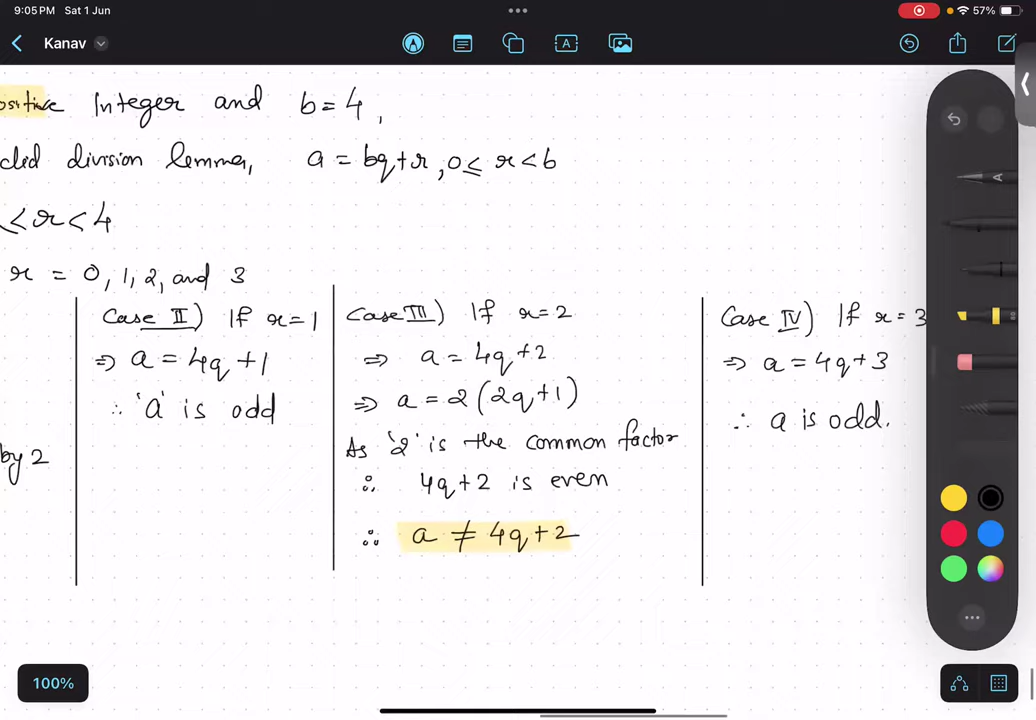 9:05 PM Sat 1 Jun
57%
Kanav
ositive Integer and b = 4,
clid division lemma, a = bq + r, 0 ≤ r < b
≤ r < 4
r = 0, 1, 2, and 3
Case II) If r = 1
⇒ a = 4q + 1
∴ 'a' is odd
by 2
Case III) If r = 2
⇒ a = 4q + 2
⇒ a = 2 (2q + 1)
As '2' is the common factor
∴ 4q + 2 is even
∴ a ≠ 4q + 2
Case IV) If r = 3
⇒ a = 4q + 3
∴ a is odd.
100%